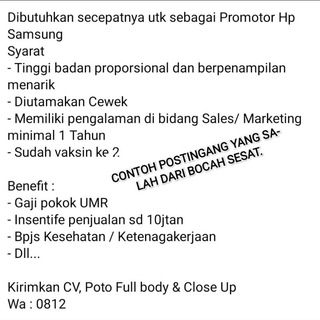 Dibutuhkan secepatnya utk sebagai Promotor Hp
Samsung
Syarat
- Tinggi badan proporsional dan berpenampilan
menarik
- Diutamakan Cewek
- Memiliki pengalaman di bidang Sales/ Marketing
minimal 1 Tahun
- Sudah vaksin ke 2
CONTOH POSTINGANG YANG SA-
LAH DARI BOCAH SESAT.
Benefit :
- Gaji pokok UMR
- Insentife penjualan sd 10jtan
- Bpjs Kesehatan / Ketenagakerjaan
- Dll...
Kirimkan CV, Poto Full body & Close Up
Wa : 0812